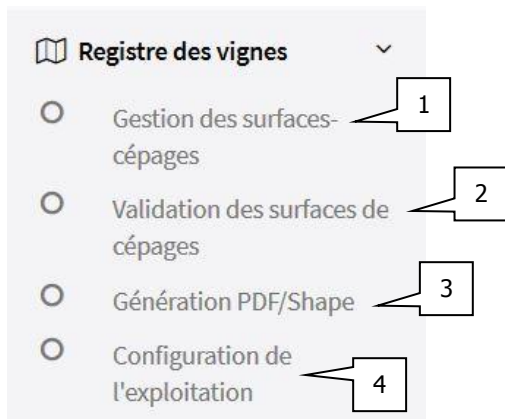 Registre des vignes
Gestion des surfaces-
1
cépages
Validation des surfaces de
2
cépages
Génération PDF/Shape
3
Configuration de
l'exploitation
4